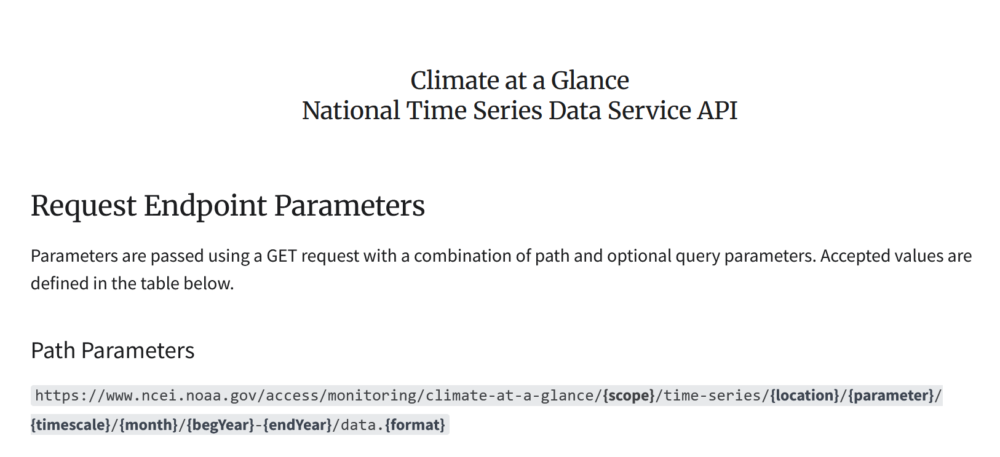 Climate at a Glance
National Time Series Data Service API
Request Endpoint Parameters
Parameters are passed using a GET request with a combination of path and optional query parameters. Accepted values are
defined in the table below.
Path Parameters
https://www.ncei.noaa.gov/access/monitoring/climate-at-a-glance/{scope}/time-series/{location}/{parameter}/
{timescale}/{month}/{begYear}-{endYear}/data.{format}